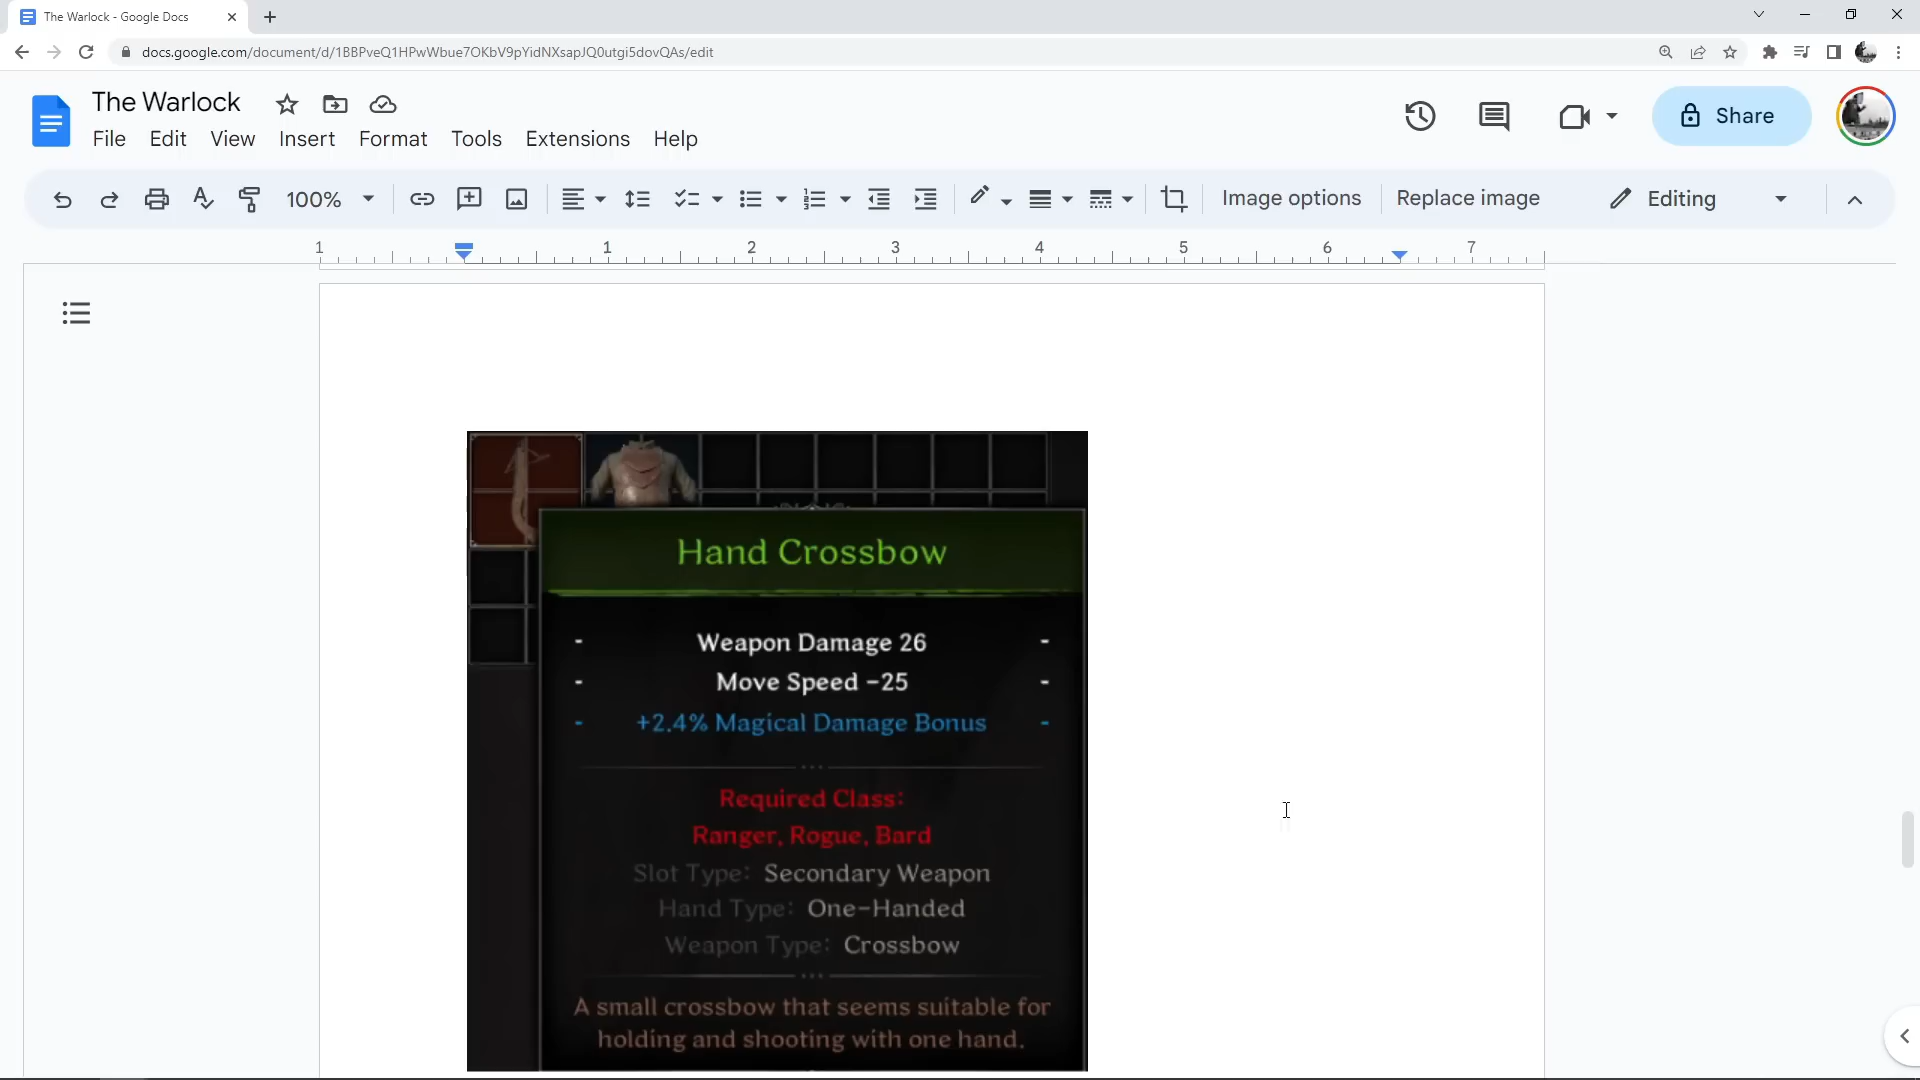 The Warlock - Google Docs
docs.google.com/document/d/1BBPveQ1HPwWbue7OKbV9pYidNXsapJQ0utgi5dovQAs/edit
The Warlock
File Edit View Insert Format Tools Extensions Help
Share
100%
Image options
Replace image
Editing
1 1 2 3 4 5 6 7
Hand Crossbow
- Weapon Damage 26 -
- Move Speed -25 -
- +2.4% Magical Damage Bonus -
Required Class:
Ranger, Rogue, Bard
Slot Type: Secondary Weapon
Hand Type: One-Handed
Weapon Type: Crossbow
A small crossbow that seems suitable for
holding and shooting with one hand.